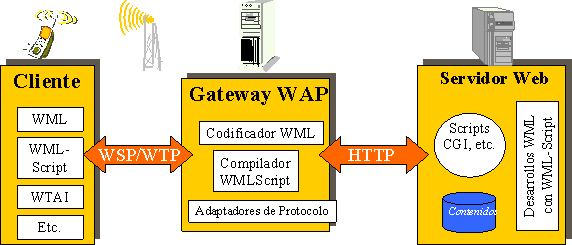 Cliente
WML
WML-
Script
WTAI
Etc.
WSP/WTP
Gateway WAP
Codificador WML
Compilador
WMLScript
Adaptadores de Protocolo
HTTP
Servidor Web
Scripts
CGI, etc.
Contenidos
Desarrollos WML
con WML-Script